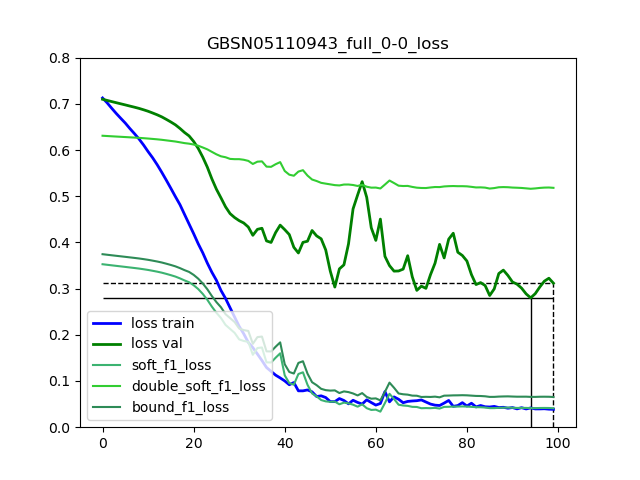 GBSN05110943_full_0-0_loss
0.8
0.7
0.6
0.5
0.4
0.3
0.2
0.1
0.0
loss train
loss val
soft_f1_loss
double_soft_f1_loss
bound_f1_loss
0 20 40 60 80 100